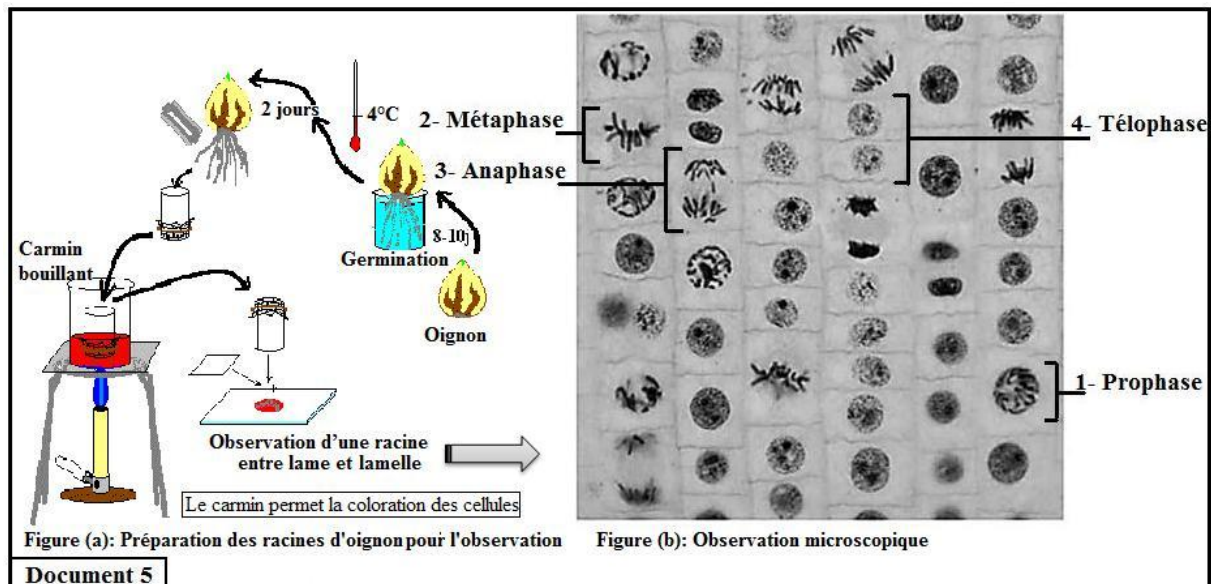 2 jours
4°C
8-10j
Germination
Oignon
Carmin
bouillant
Observation d'une racine
entre lame et lamelle
Le carmin permet la coloration des cellules
Figure (a): Préparation des racines d'oignon pour l'observation
2- Métaphase
3- Anaphase
4- Télophase
1- Prophase
Figure (b): Observation microscopique
Document 5